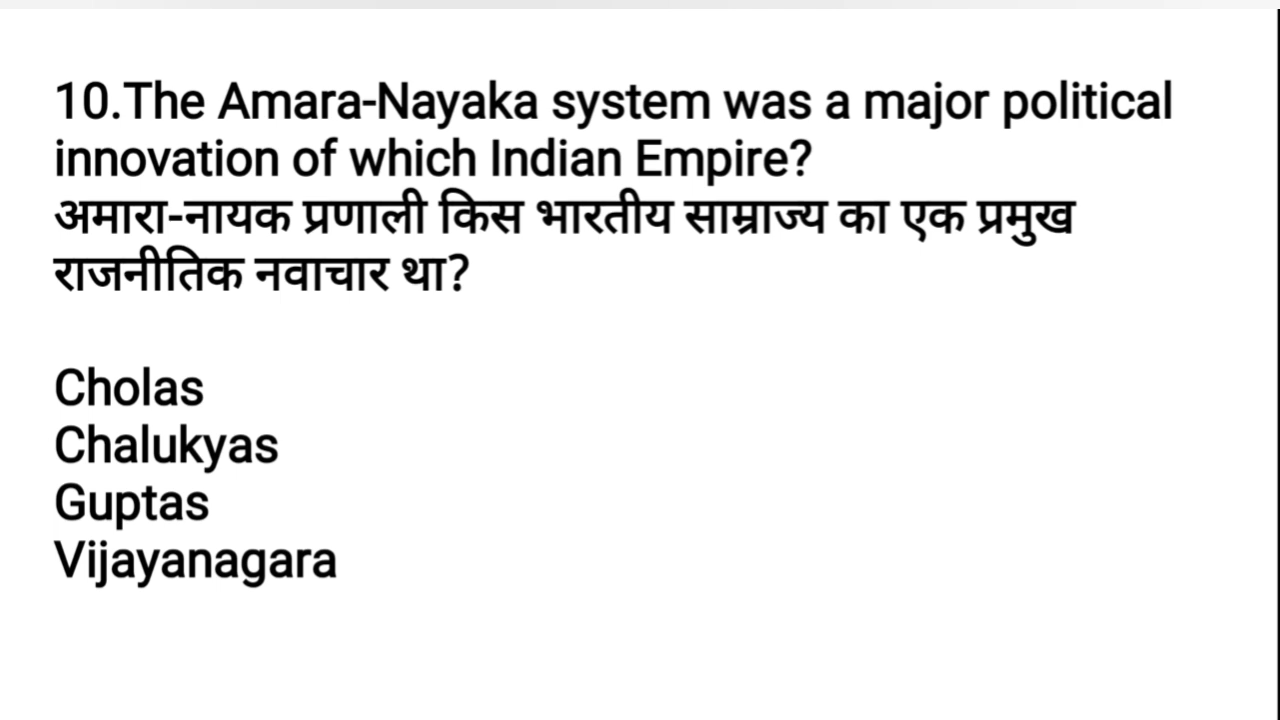 10.The Amara-Nayaka system was a major political
innovation of which Indian Empire?
अमारा-नायक प्रणाली किस भारतीय साम्राज्य का एक प्रमुख
राजनीतिक नवाचार था?
Cholas
Chalukyas
Guptas
Vijayanagara